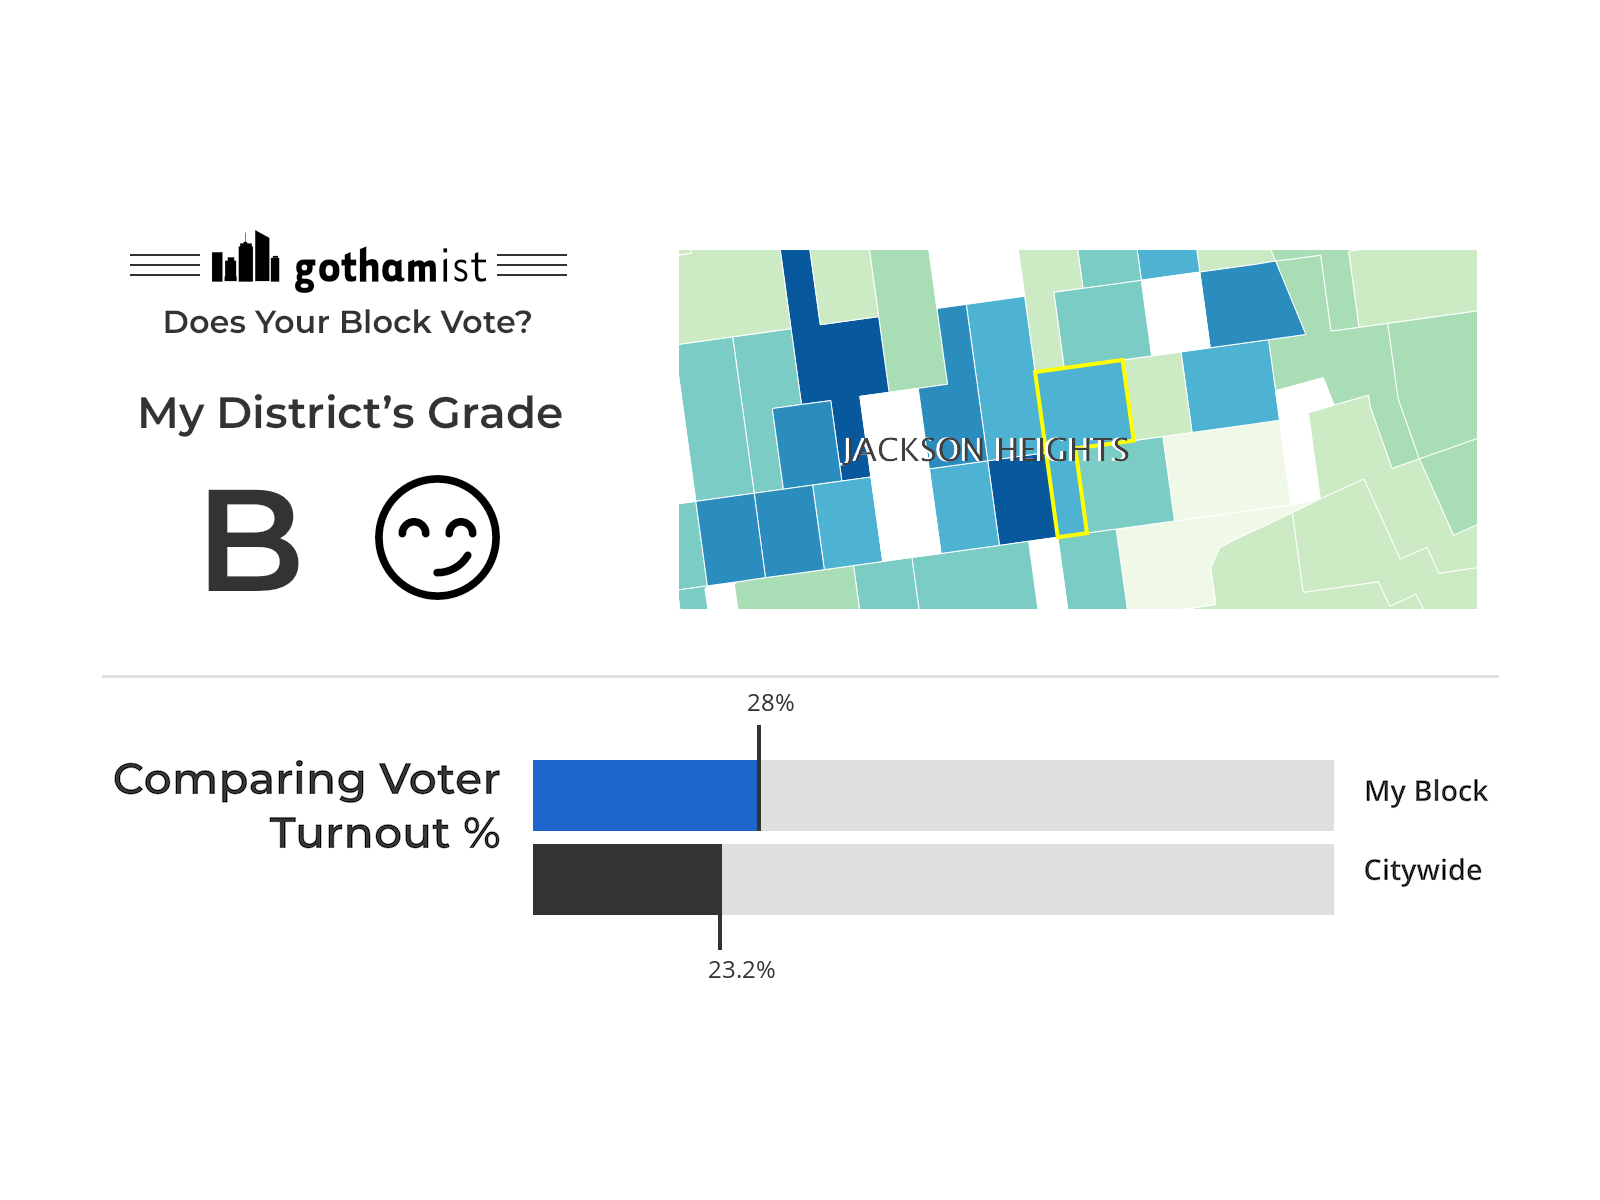 gothamist
Does Your Block Vote?
My District's Grade
B
JACKSON HEIGHTS
28%
Comparing Voter
Turnout %
My Block
Citywide
23.2%